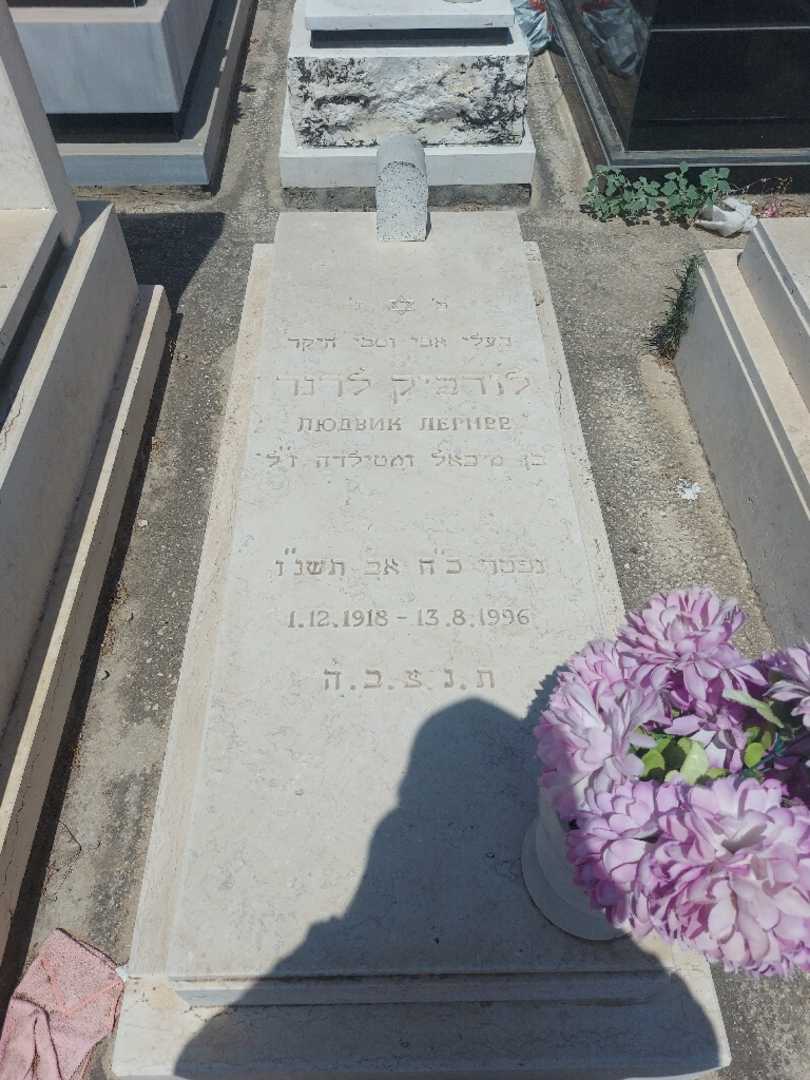 פ' נ'
בעלי אבי וסבי היקר
לודביק לרנר
ЛЮДВИК ЛЕРНЕР
בן מיכאל ומטילדה ז"ל
נפטר כ"ח אב תשנ"ו
1.12.1918 - 13.8.1996
ת.נ.צ.ב.ה